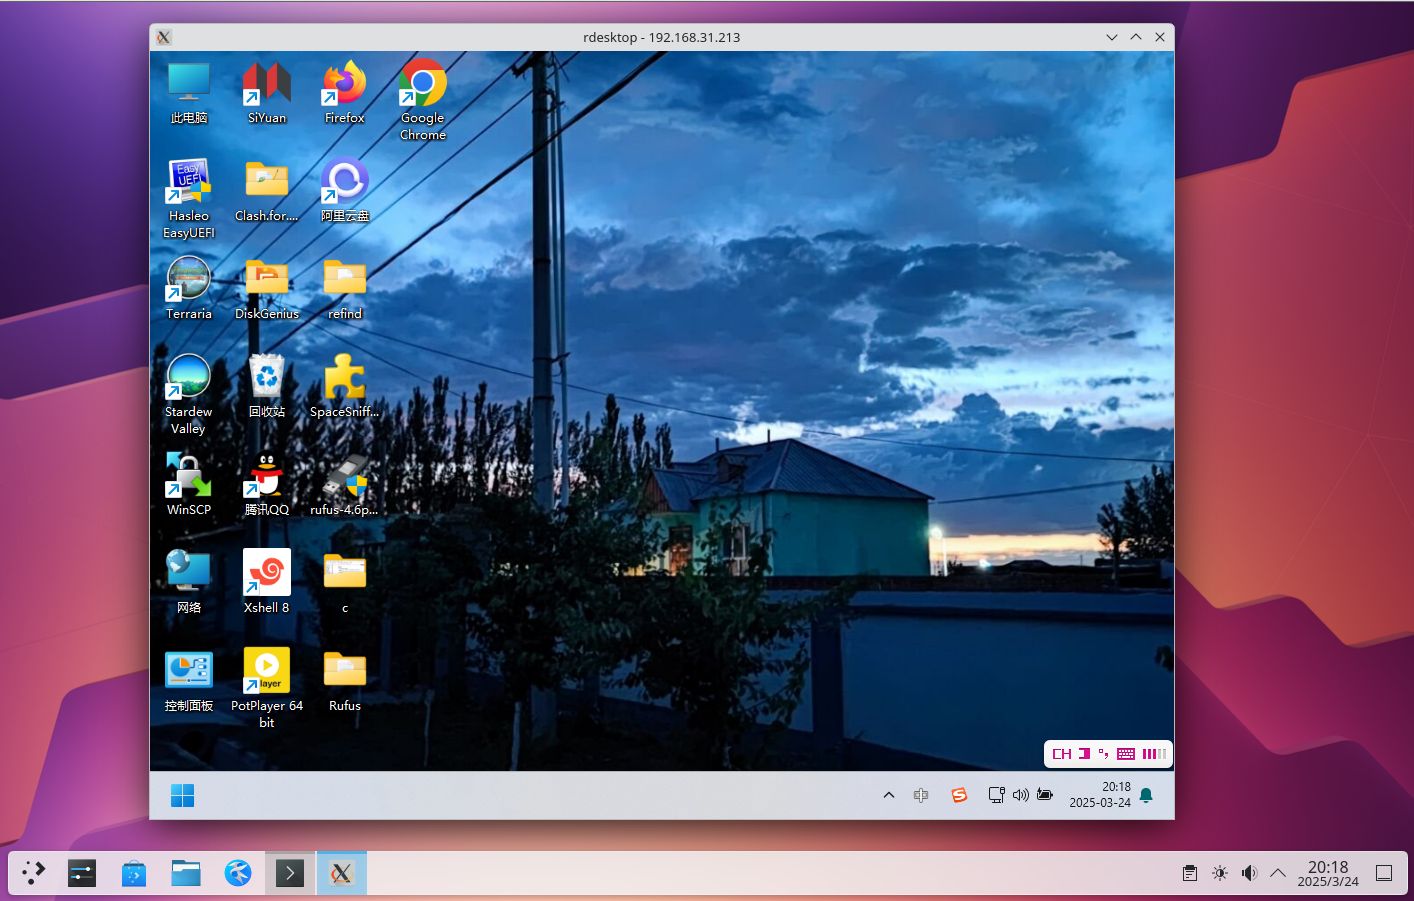 rdesktop - 192.168.31.213
此电脑
SiYuan
Firefox
Google
Chrome
Easy
UEFI
Hasleo
EasyUEFI
Clash.for....
阿里云盘
Terraria
DiskGenius
refind
Stardew
Valley
回收站
SpaceSniff...
WinSCP
腾讯QQ
rufus-4.6p...
网络
Xshell 8
c
控制面板
layer
PotPlayer 64
bit
Rufus
CH
20:18
2025-03-24
20:18
2025/3/24